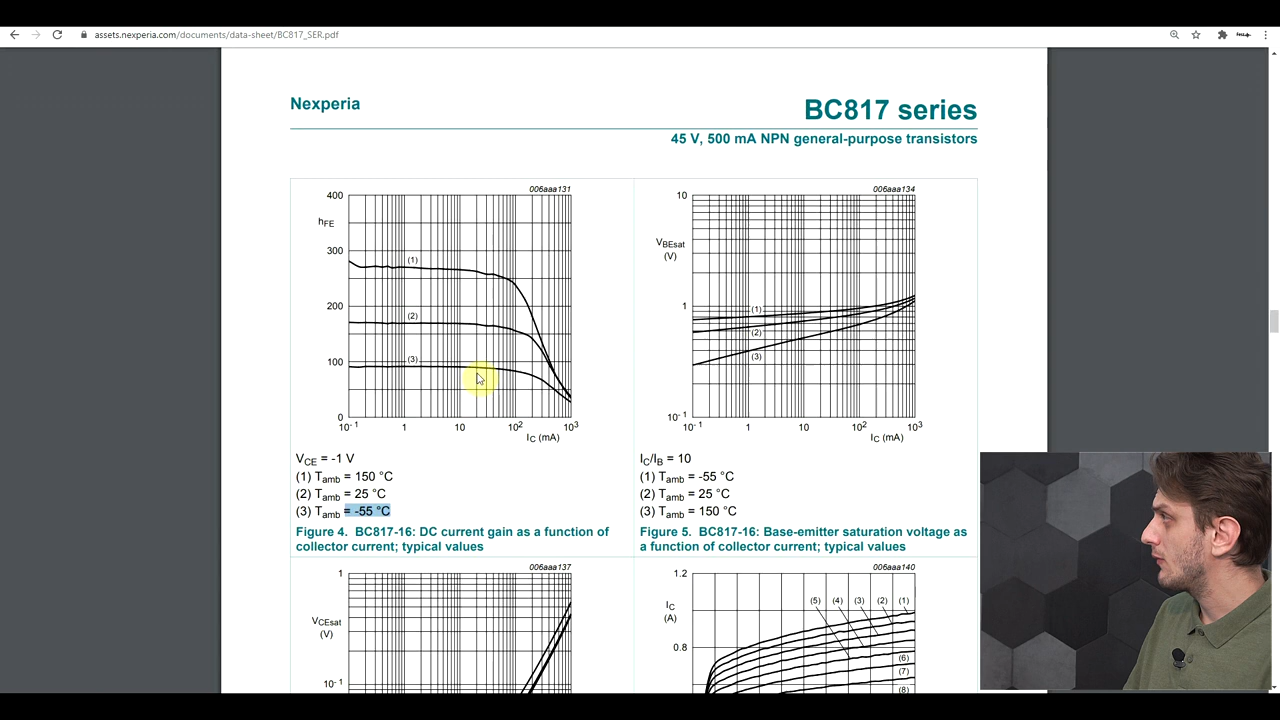 assets.nexperia.com/documents/data-sheet/BC817_SER.pdf
Nexperia
BC817 series
45 V, 500 mA NPN general-purpose transistors
006aaa131
400
hFE
300
200
100
0
(1)
(2)
(3)
10-1 1 10 102 103
IC (mA)
VCE = -1 V
(1) Tamb = 150 °C
(2) Tamb = 25 °C
(3) Tamb = -55 °C
Figure 4. BC817-16: DC current gain as a function of
collector current; typical values
006aaa134
10
VBEsat
(V)
1
10-1
(1)
(2)
(3)
10-1 1 10 102 103
IC (mA)
IC/IB = 10
(1) Tamb = -55 °C
(2) Tamb = 25 °C
(3) Tamb = 150 °C
Figure 5. BC817-16: Base-emitter saturation voltage as
a function of collector current; typical values
006aaa137
1
VCEsat
(V)
10-1
006aaa140
1.2
IC
(A)
0.8
(5) (4) (3) (2) (1)
(6)
(7)
(8)